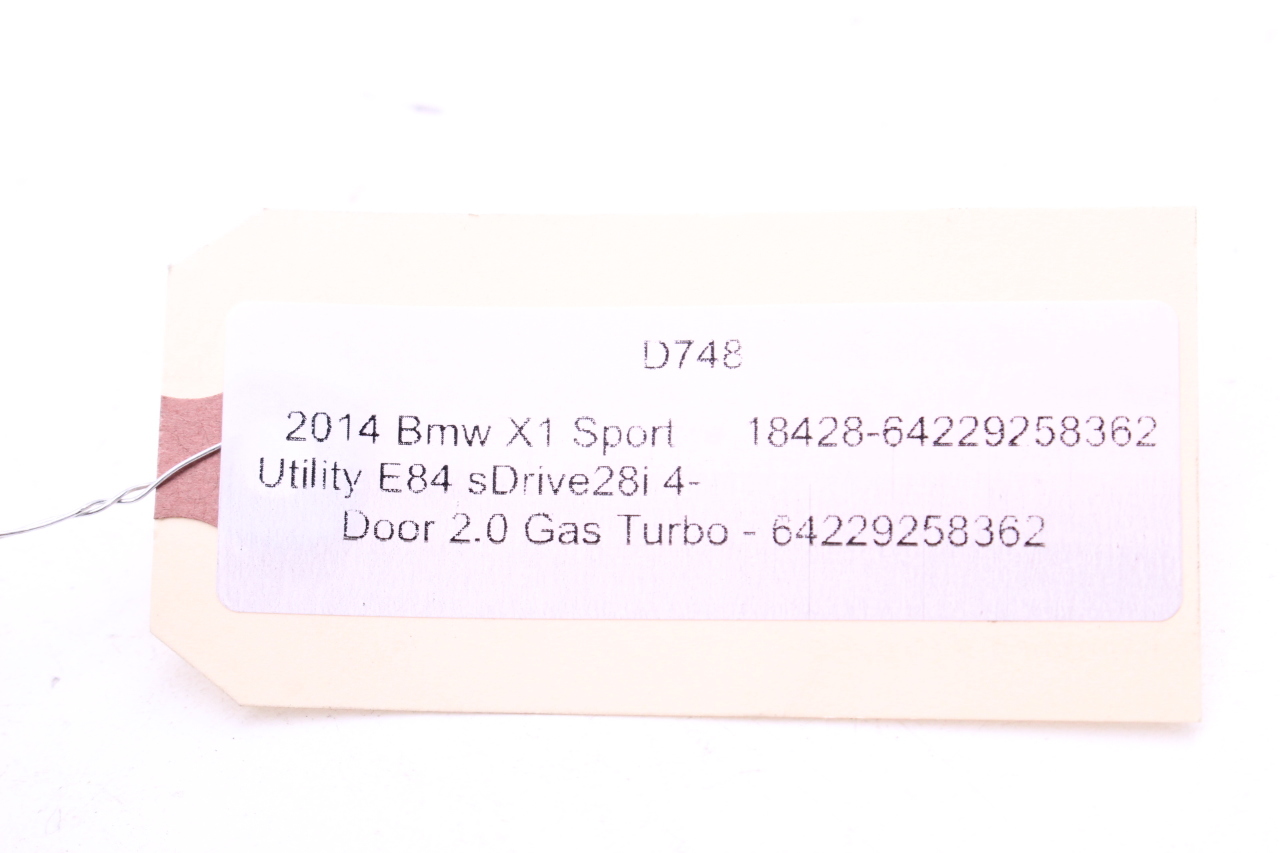 D748
2014 Bmw X1 Sport 18428-64229258362
Utility E84 sDrive28i 4-
Door 2.0 Gas Turbo - 64229258362